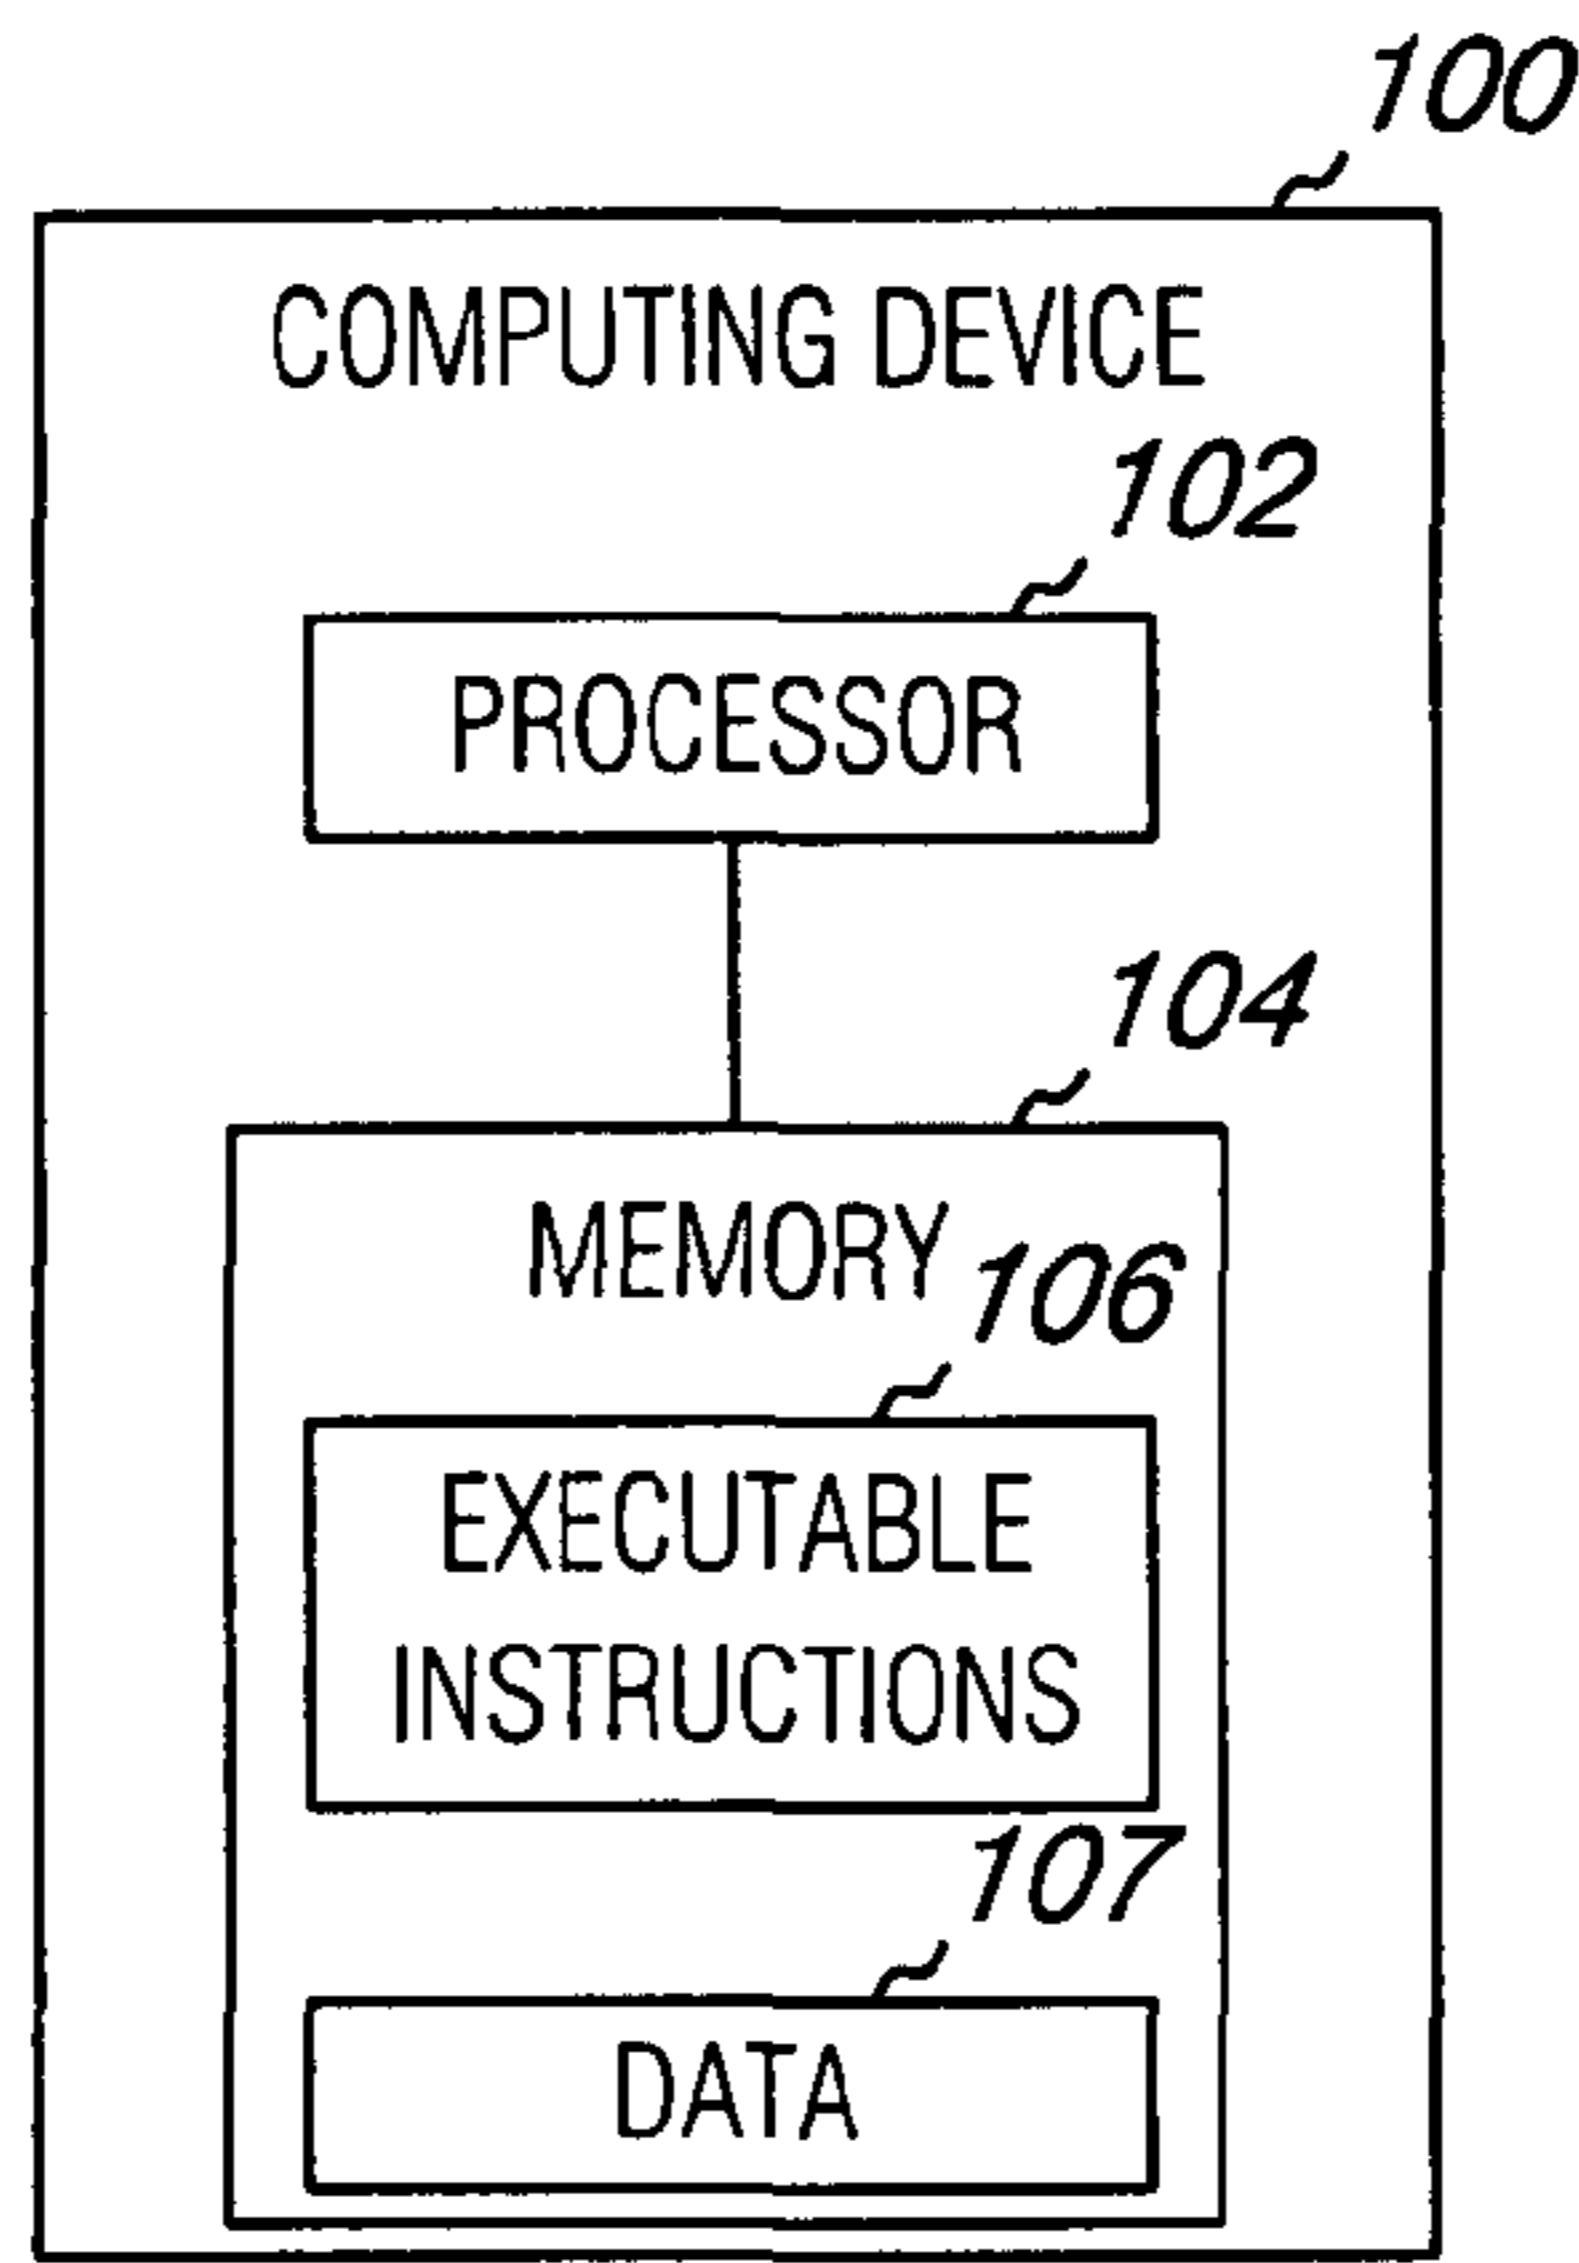 100
COMPUTING DEVICE
102
PROCESSOR
104
MEMORY
106
EXECUTABLE
INSTRUCTIONS
107
DATA